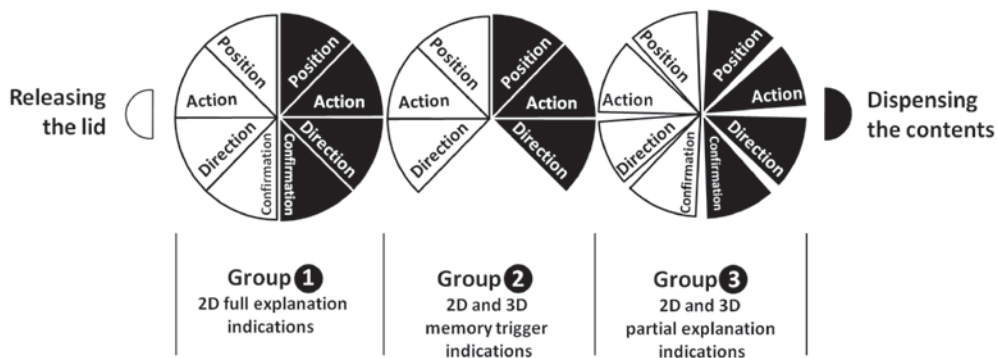 Releasing
the lid
Position
Action
Direction
Confirmation
Position
Action
Direction
Confirmation
Position
Action
Direction
Position
Action
Direction
Position
Action
Direction
Confirmation
Position
Action
Direction
Confirmation
Dispensing
the contents
Group 1
2D full explanation
indications
Group 2
2D and 3D
memory trigger
indications
Group 3
2D and 3D
partial explanation
indications